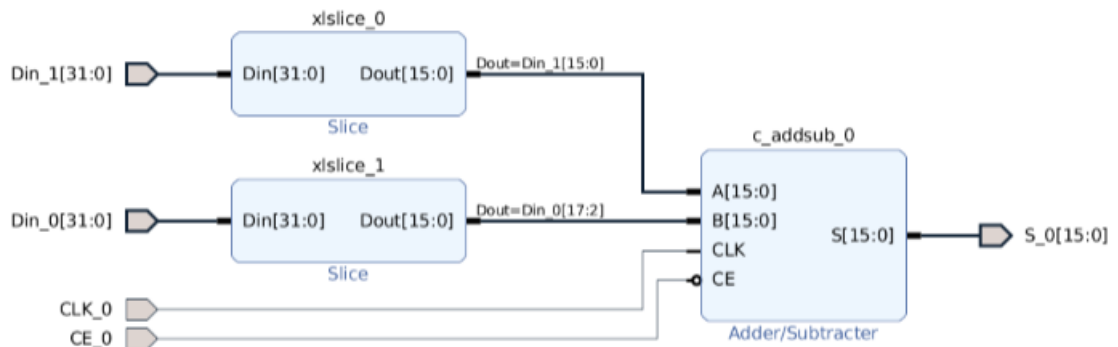 xlslice_0
Din_1[31:0]
Din[31:0] Dout[15:0]
Dout=Din_1[15:0]
Slice
xlslice_1
Din_0[31:0]
Din[31:0] Dout[15:0]
Dout=Din_0[17:2]
Slice
CLK_0
CE_0
c_addsub_0
A[15:0]
B[15:0]
CLK
CE
S[15:0]
Adder/Subtracter
S_0[15:0]